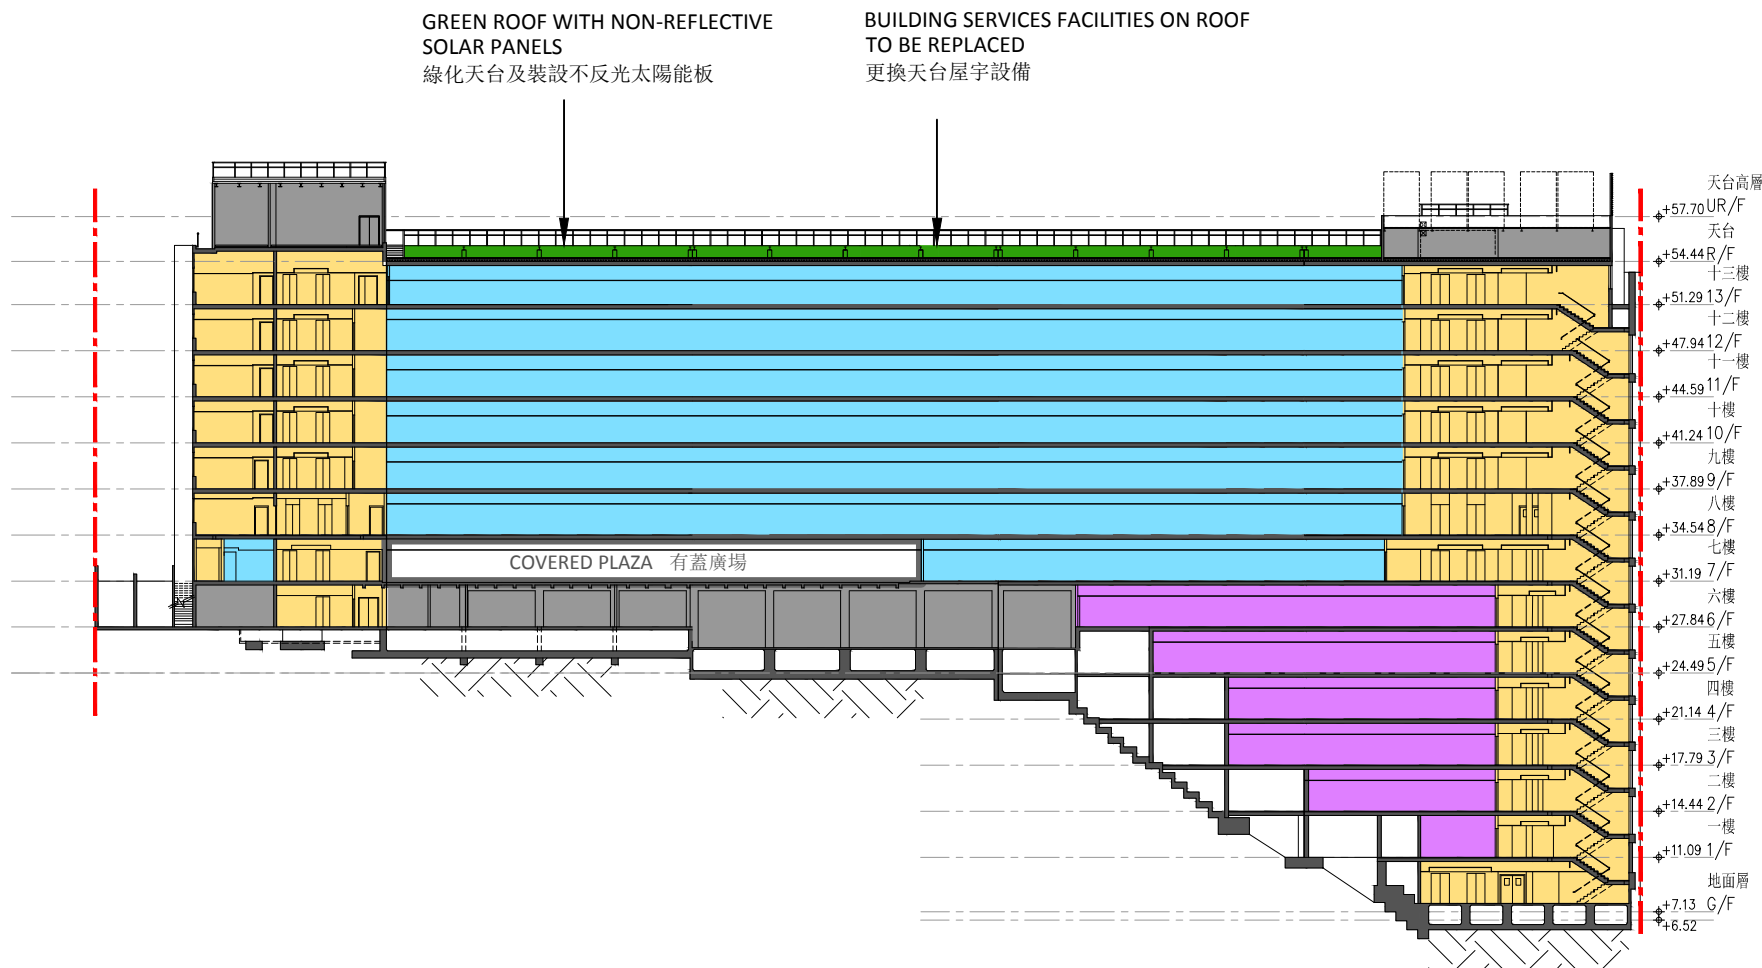 GREEN ROOF WITH NON-REFLECTIVE
SOLAR PANELS
綠化天台及裝設不反光太陽能板
BUILDING SERVICES FACILITIES ON ROOF
TO BE REPLACED
更換天台屋宇設備
天台高層
+57.70 UR/F
天台
+54.44 R/F
十三樓
+51.29 13/F
十二樓
+47.94 12/F
十一樓
+44.59 11/F
十樓
+41.24 10/F
九樓
+37.89 9/F
八樓
+34.54 8/F
七樓
+31.19 7/F
六樓
+27.84 6/F
五樓
+24.49 5/F
四樓
+21.14 4/F
三樓
+17.79 3/F
二樓
+14.44 2/F
一樓
+11.09 1/F
地面層
+7.13 G/F
+6.52
COVERED PLAZA 有蓋廣場